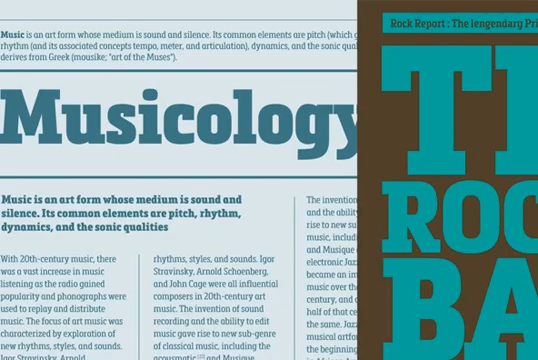 Music is an art form whose medium is sound and silence. Its common elements are pitch (which
rhythm (and its associated concepts tempo, meter, and articulation), dynamics, and the sonic
derives from Greek (mousike; "art of the Muses").
Musicology
Music is an art form whose medium is sound and
silence. Its common elements are pitch, rhythm,
dynamics, and the sonic qualities
With 20th-century music, there
was a vast increase in music
listening as the radio gained
popularity and phonographs were
used to replay and distribute
music. The focus of art music was
characterized by exploration of
new rhythms, styles, and sounds.
Igor Stravinsky, Arnold
rhythms, styles, and sounds. Igor
Stravinsky, Arnold Schoenberg,
and John Cage were all influential
composers in 20th-century art
music. The invention of sound
recording and the ability to edit
music gave rise to new sub-genre
of classical music, including the
acousmatic and Musique
The invention
and the ability
rise to new su
music, includi
and Musique
electronic Jaz
became an im
music over th
century, and
half of that ce
the same. Jaz
musical artfor
the beginning
Rock Report : The lengendary Pri
ROC
BA